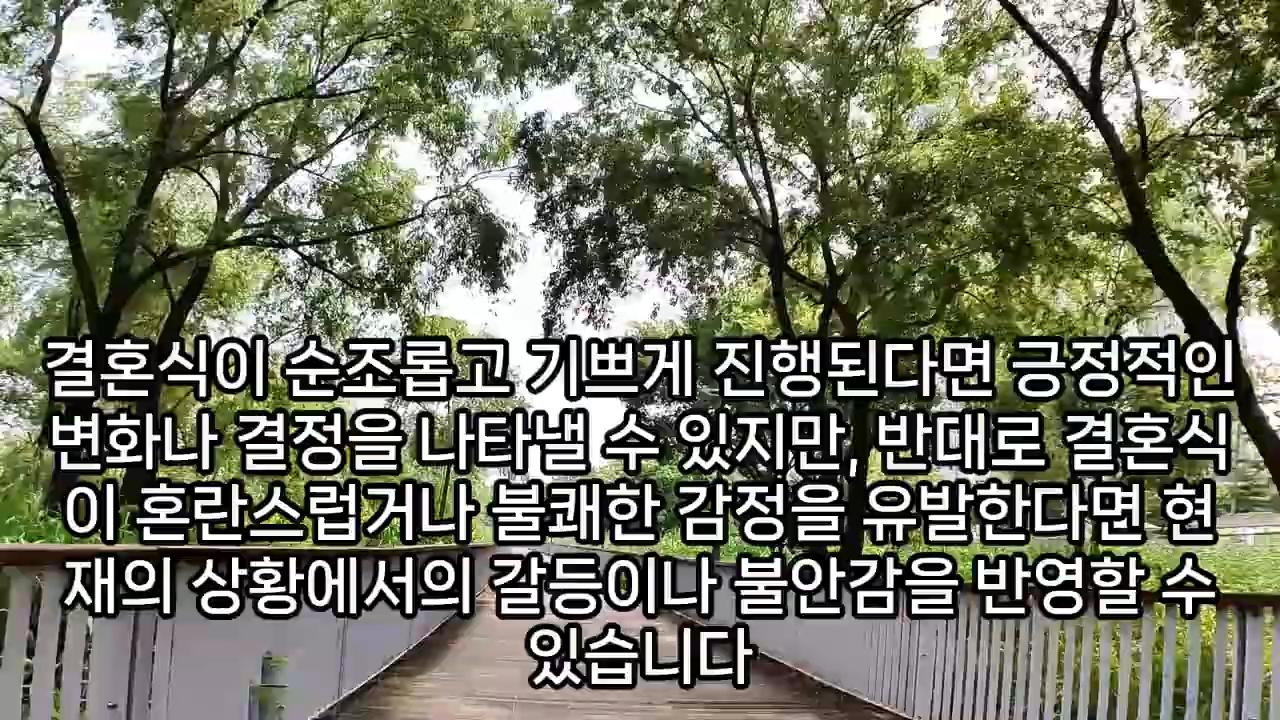 결혼식이 순조롭고 기쁘게 진행된다면 긍정적인
변화나 결정을 나타낼 수 있지만, 반대로 결혼식
이 혼란스럽거나 불쾌한 감정을 유발한다면 현
재의 상황에서의 갈등이나 불안감을 반영할 수
있습니다